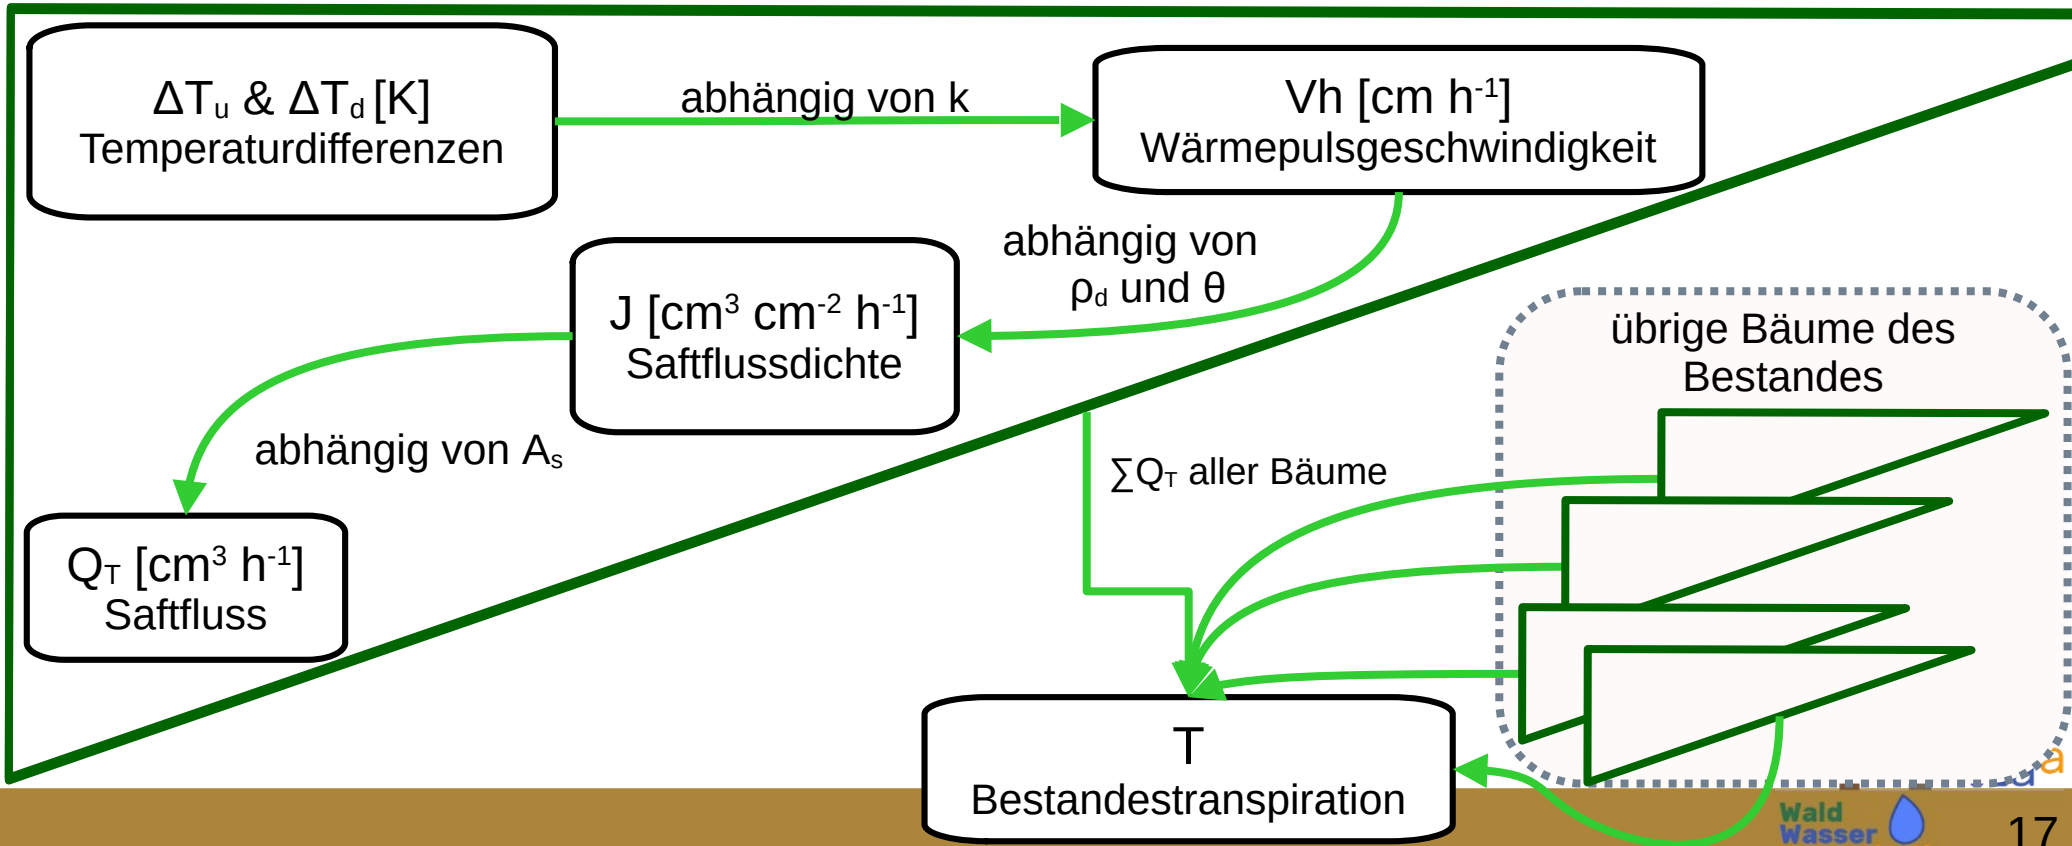 ΔTu & ΔTd [K]
Temperaturdifferenzen
abhängig von k
Vh [cm h-1]
Wärmepulsgeschwindigkeit
abhängig von
ρd und θ
J [cm3 cm-2 h-1]
Saftflussdichte
abhängig von As
QT [cm3 h-1]
Saftfluss
∑QT aller Bäume
übrige Bäume des
Bestandes
T
Bestandestranspiration
Wald
Wasser
17